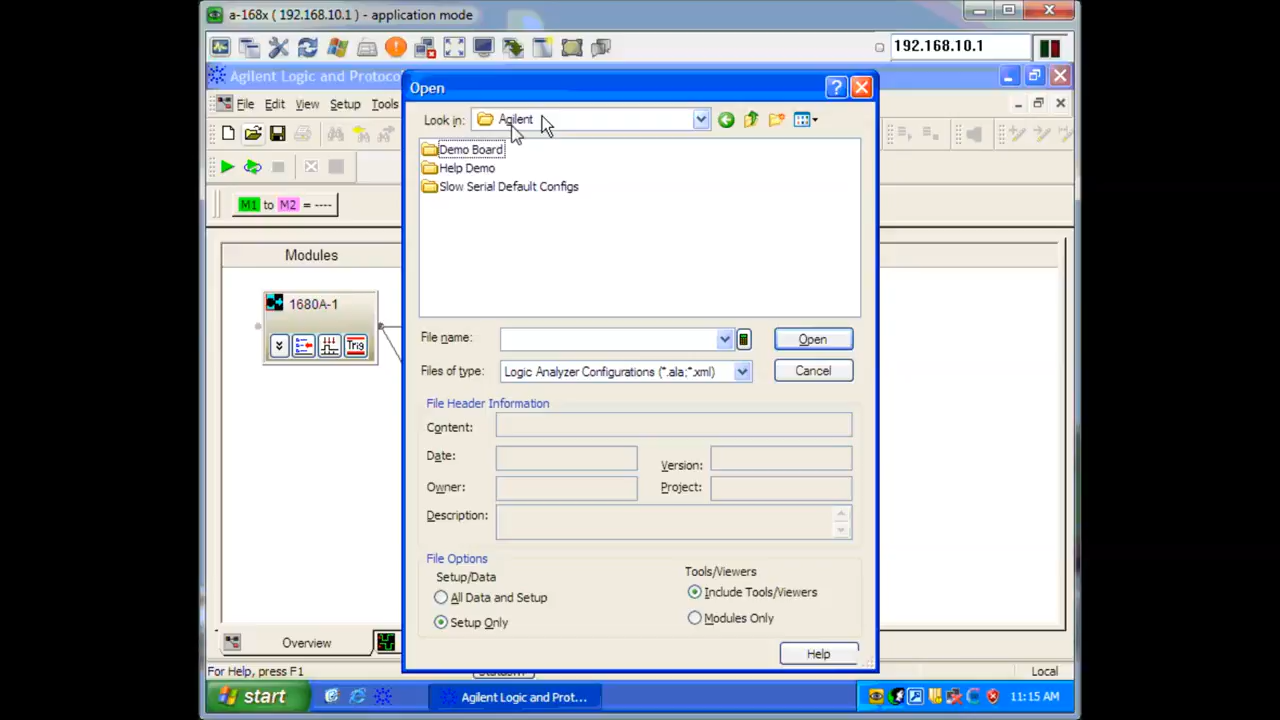 a-168x ( 192.168.10.1 ) - application mode
192.168.10.1
Agilent Logic and Protoc
File Edit View Setup Tools
M1 to M2 = ----
Modules
1680A-1
Trig
Open
Look in: Agilent
Demo Board
Help Demo
Slow Serial Default Configs
File name:
Open
Files of type: Logic Analyzer Configurations (*.ala;*.xml)
Cancel
File Header Information
Content:
Date:
Version:
Owner:
Project:
Description:
File Options
Setup/Data
Tools/Viewers
All Data and Setup
Include Tools/Viewers
Setup Only
Modules Only
Help
Overview
For Help, press F1
Local
start
Agilent Logic and Prot...
11:15 AM